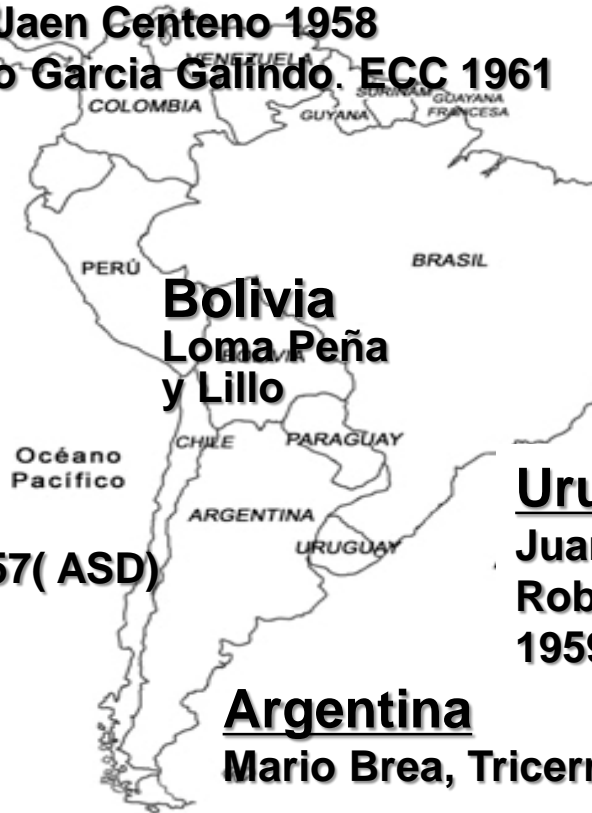 Jaen Centeno 1958
VENEZUELA
o Garcia Galindo. ECC 1961
COLOMBIA
SURINAM
GUAYANA
FRANCESA
GUYANA
PERÚ
BRASIL
Bolivia
Loma Peña
BOLIVIA
y Lillo
CHILE
PARAGUAY
Océano
Pacífico
ARGENTINA
URUGUAY
57( ASD)
Uru
Juan
Rob
1959
Argentina
Mario Brea, Tricerr